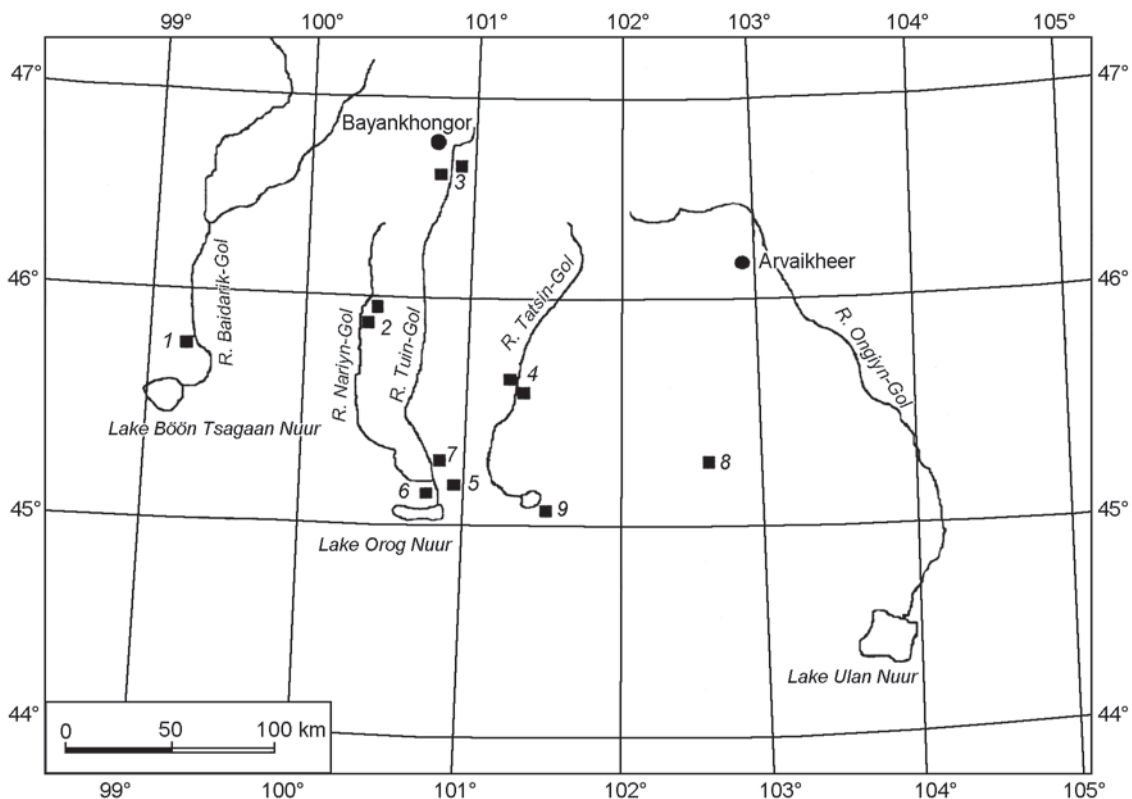 99° 100° 101° 102° 103° 104° 105°
47° 47°
Bayankhongor
3
46° 46°
Arvaikheer
R. Baidarik-Gol
R. Nariyn-Gol
R. Tuin-Gol
R. Tatsin-Gol
R. Ongiyn-Gol
1
2
4
Lake Böön Tsagaan Nuur
7
8
6
5
9
45° 45°
Lake Orog Nuur
Lake Ulan Nuur
44° 44°
0 50 100 km
99° 100° 101° 102° 103° 104° 105°